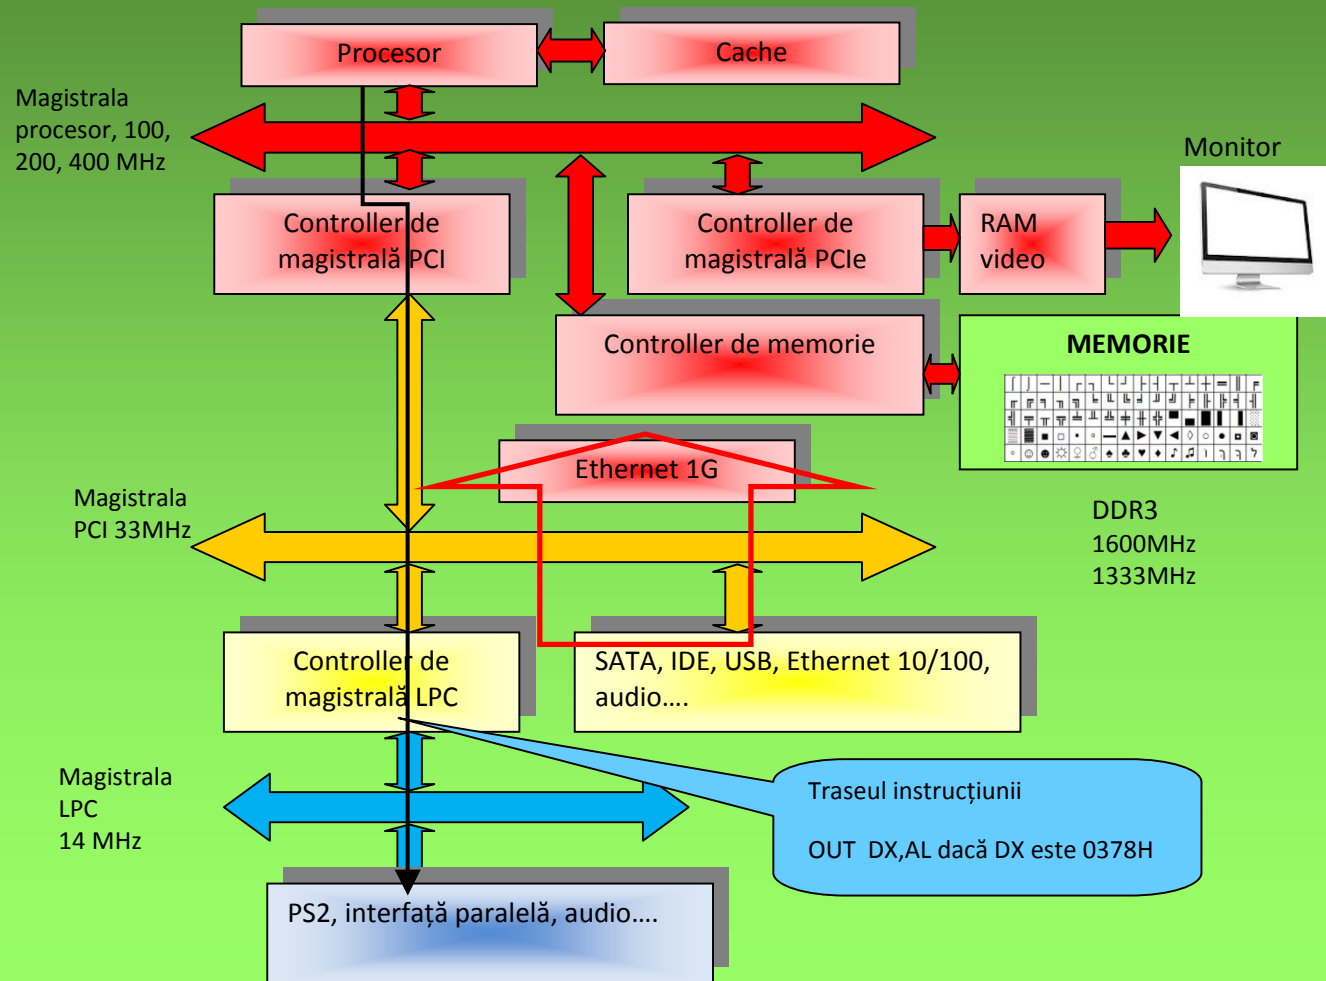 Procesor
Cache
Magistrala
procesor, 100,
200, 400 MHz
Monitor
Controller de
magistrală PCI
Controller de
magistrală PCIe
RAM
video
Controller de memorie
MEMORIE
Ethernet 1G
Magistrala
PCI 33MHz
DDR3
1600MHz
1333MHz
Controller de
magistrală LPC
SATA, IDE, USB, Ethernet 10/100,
audio....
Magistrala
LPC
14 MHz
Traseul instrucțiunii
OUT DX,AL dacă DX este 0378H
PS2, interfață paralelă, audio....